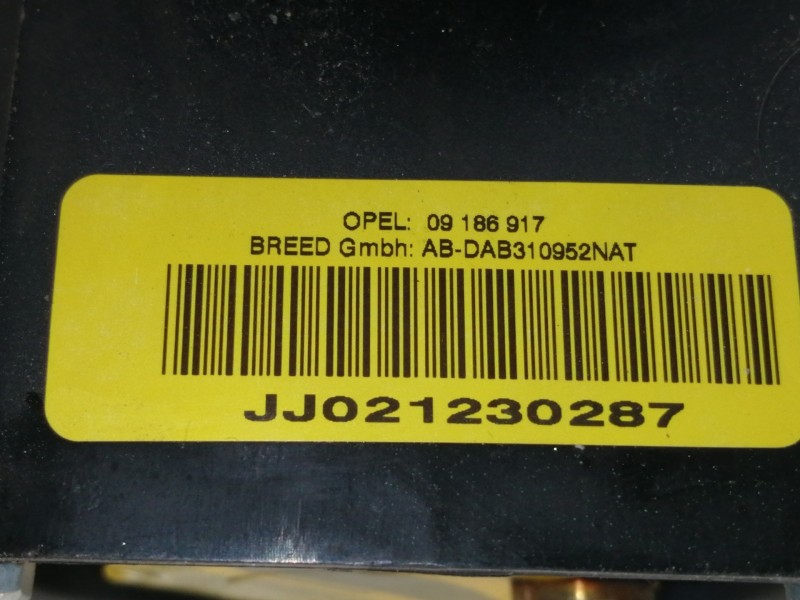 OPEL: 09 186 917
BREED Gmbh: AB-DAB310952NAT
JJ021230287